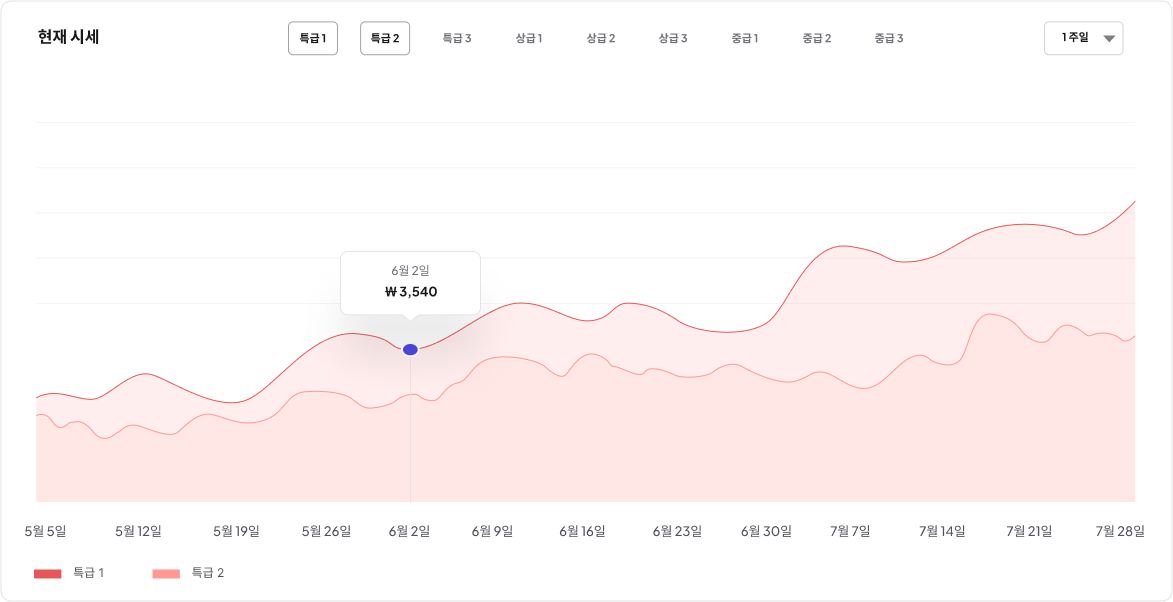 현재 시세
특급 1 특급 2 특급 3 상급 1 상급 2 상급 3 중급 1 중급 2 중급 3
1 주일
6월 2일
₩ 3,540
5월 5일 5월 12일 5월 19일 5월 26일 6월 2일 6월 9일 6월 16일 6월 23일 6월 30일 7월 7일 7월 14일 7월 21일 7월 28일
특급 1 특급 2